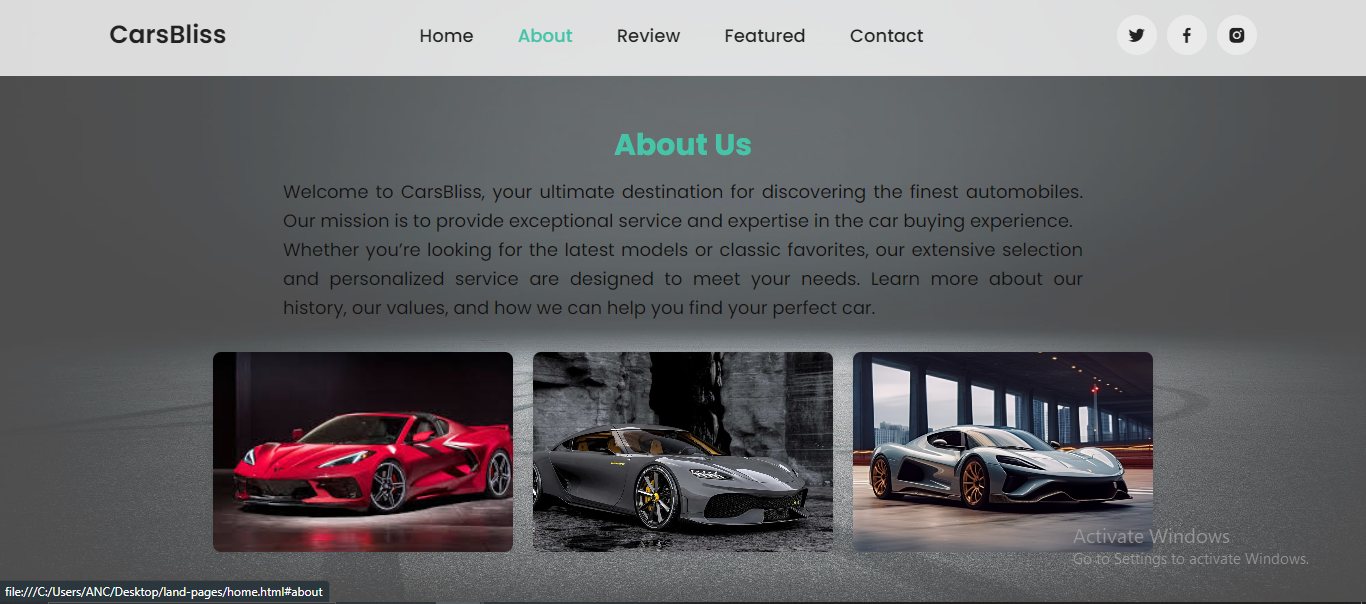 CarsBliss
Home
About
Review
Featured
Contact
About Us
Welcome to CarsBliss, your ultimate destination for discovering the finest automobiles.
Our mission is to provide exceptional service and expertise in the car buying experience.
Whether you’re looking for the latest models or classic favorites, our extensive selection
and personalized service are designed to meet your needs. Learn more about our
history, our values, and how we can help you find your perfect car.
Activate Windows
Go to Settings to activate Windows.
file:///C:/Users/ANC/Desktop/land-pages/home.html#about